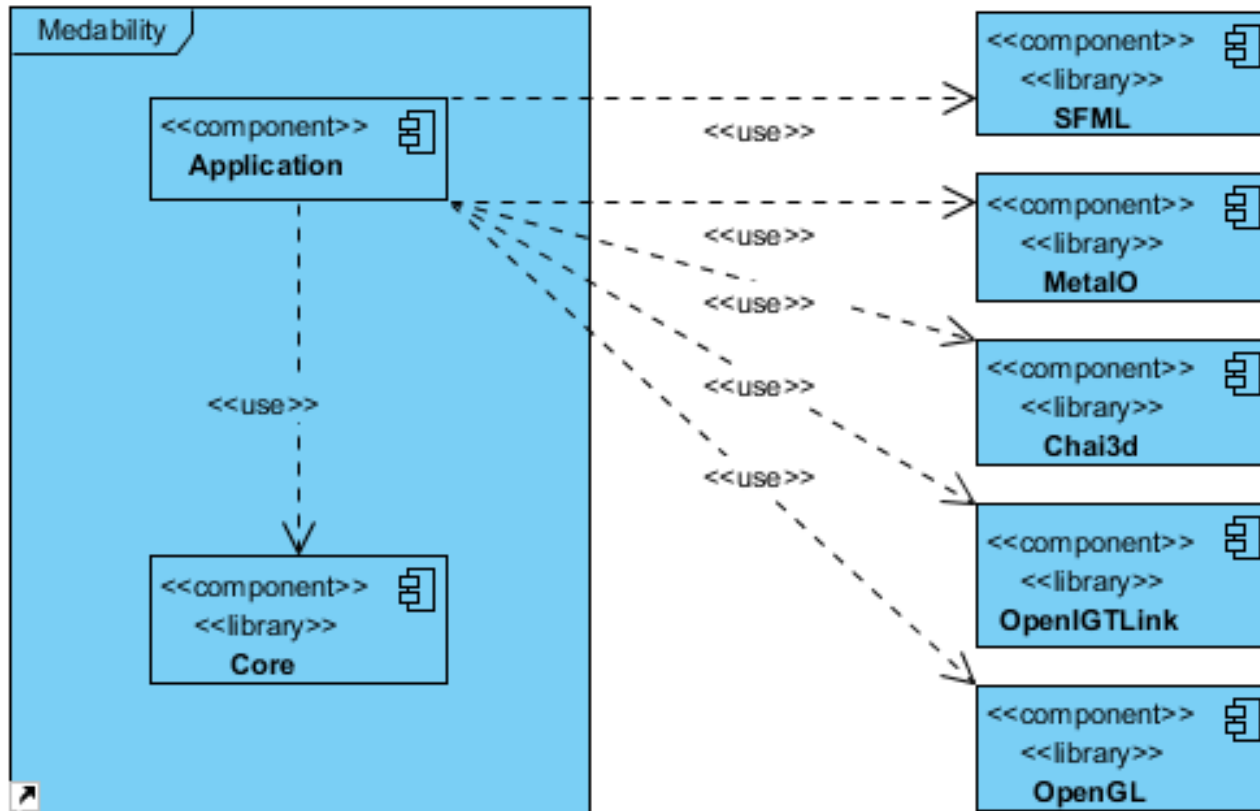 Medability
<<component>>
Application
<<use>>
<<component>>
<<library>>
Core
<<use>>
<<use>>
<<use>>
<<use>>
<<use>>
<<component>>
<<library>>
SFML
<<component>>
<<library>>
MetaIO
<<component>>
<<library>>
Chai3d
<<component>>
<<library>>
OpenIGTLink
<<component>>
<<library>>
OpenGL